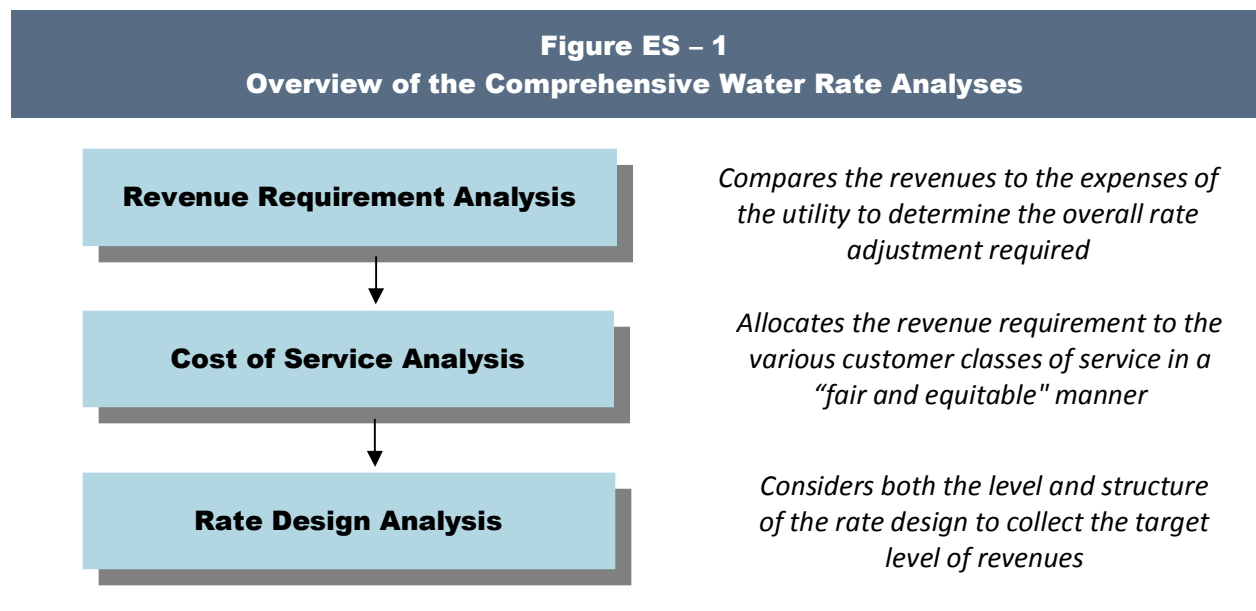 Figure ES – 1
Overview of the Comprehensive Water Rate Analyses
Revenue Requirement Analysis
Compares the revenues to the expenses of
the utility to determine the overall rate
adjustment required
Cost of Service Analysis
Allocates the revenue requirement to the
various customer classes of service in a
“fair and equitable" manner
Rate Design Analysis
Considers both the level and structure
of the rate design to collect the target
level of revenues